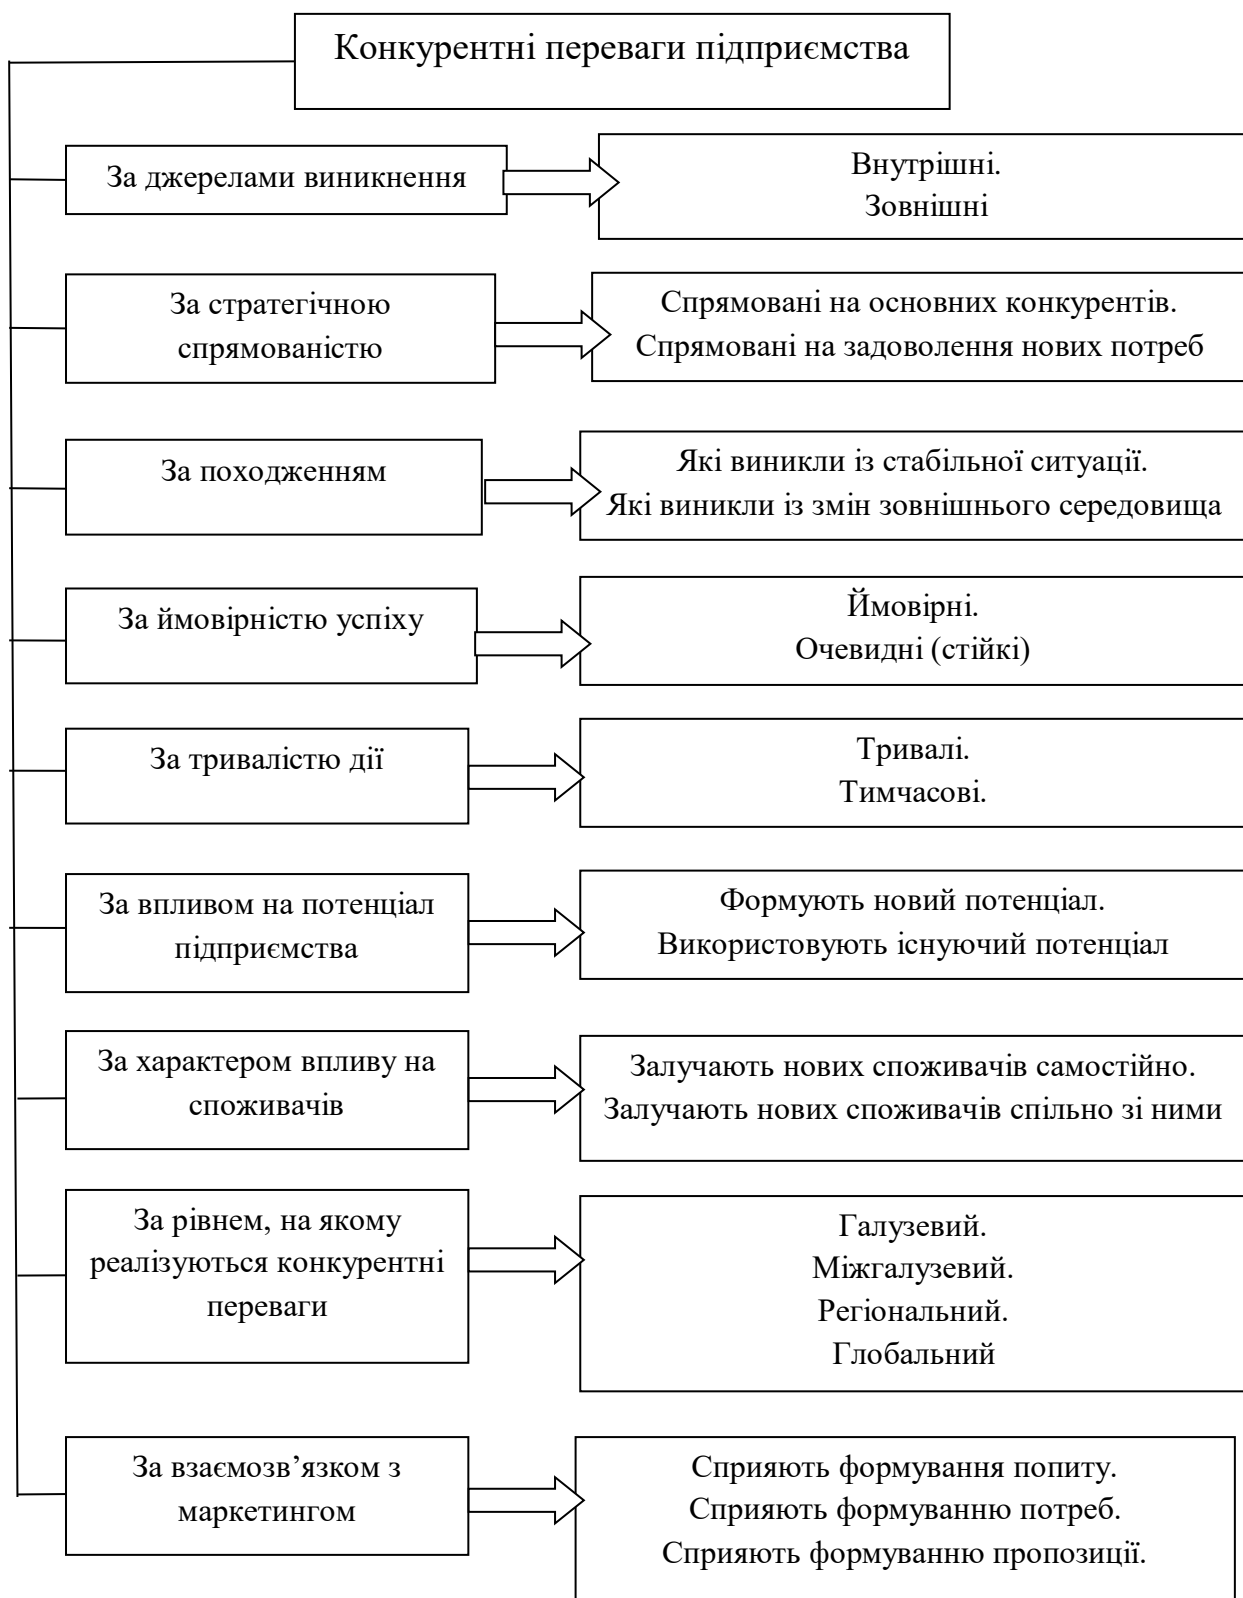 Конкурентні переваги підприємства
За джерелами виникнення
Внутрішні.
Зовнішні
За стратегічною
спрямованістю
Спрямовані на основних конкурентів.
Спрямовані на задоволення нових потреб
За походженням
Які виникли із стабільної ситуації.
Які виникли із змін зовнішнього середовища
За ймовірністю успіху
Ймовірні.
Очевидні (стійкі)
За тривалістю дії
Тривалі.
Тимчасові.
За впливом на потенціал
підприємства
Формують новий потенціал.
Використовують існуючий потенціал
За характером впливу на
споживачів
Залучають нових споживачів самостійно.
Залучають нових споживачів спільно зі ними
За рівнем, на якому
реалізуються конкурентні
переваги
Галузевий.
Міжгалузевий.
Регіональний.
Глобальний
За взаємозв’язком з
маркетингом
Сприяють формування попиту.
Сприяють формуванню потреб.
Сприяють формуванню пропозиції.